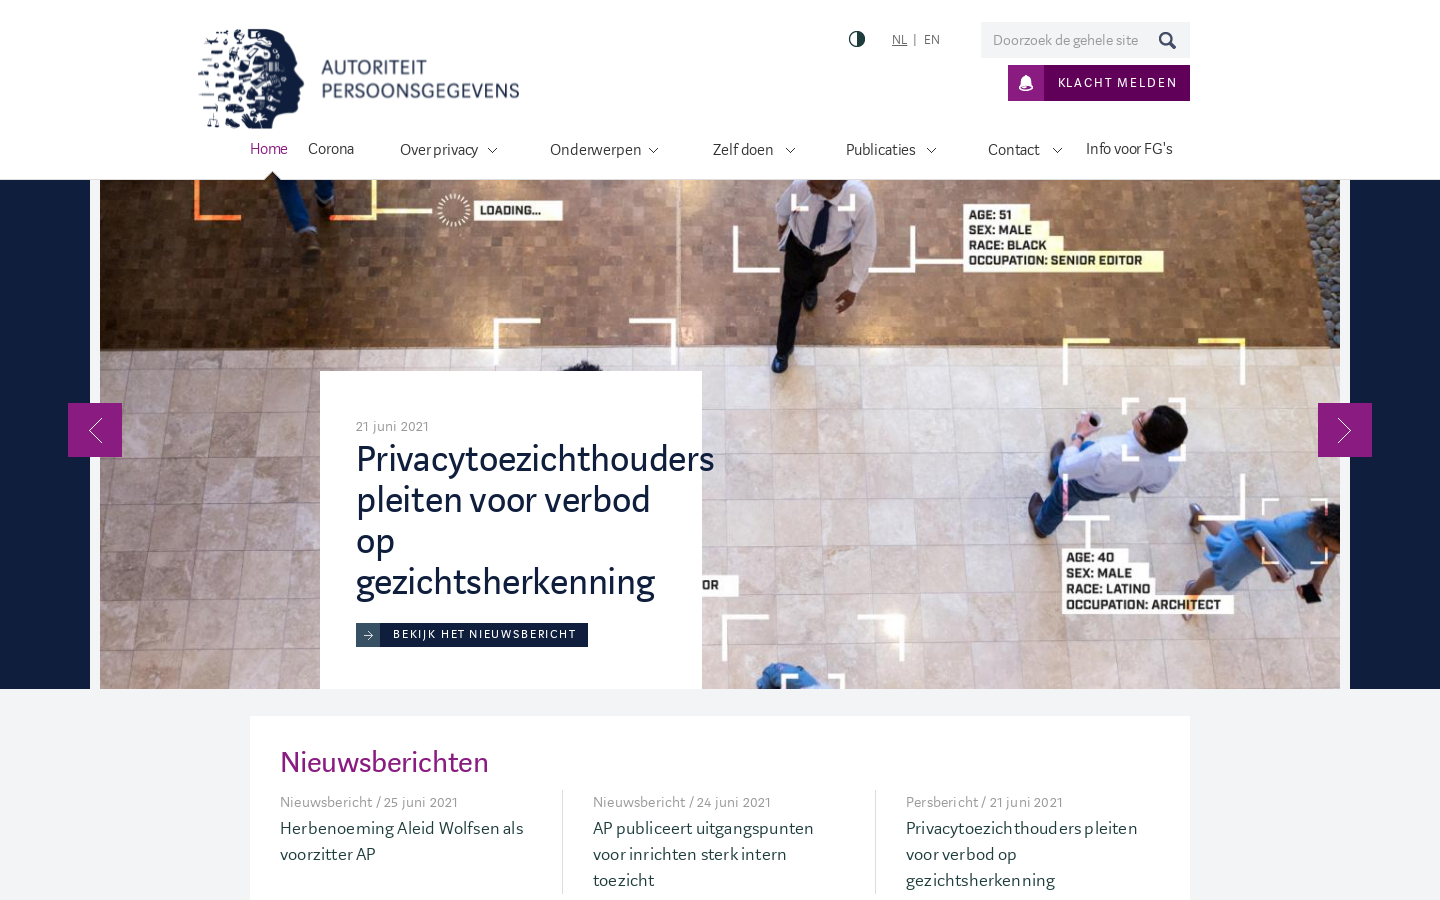 AUTORITEIT
PERSOONSGEGEVENS
NL | EN
Doorzoek de gehele site
KLACHT MELDEN
Home
Corona
Over privacy
Onderwerpen
Zelf doen
Publicaties
Contact
Info voor FG's
LOADING...
AGE: 51
SEX: MALE
RACE: BLACK
OCCUPATION: SENIOR EDITOR
21 juni 2021
Privacytoezichthouders
pleiten voor verbod
op
gezichtsherkenning
BEKIJK HET NIEUWSBERICHT
AGE: 40
SEX: MALE
RACE: LATINO
OCCUPATION: ARCHITECT
Nieuwsberichten
Nieuwsbericht / 25 juni 2021
Herbenoeming Aleid Wolfsen als
voorzitter AP
Nieuwsbericht / 24 juni 2021
AP publiceert uitgangspunten
voor inrichten sterk intern
toezicht
Persbericht / 21 juni 2021
Privacytoezichthouders pleiten
voor verbod op
gezichtsherkenning